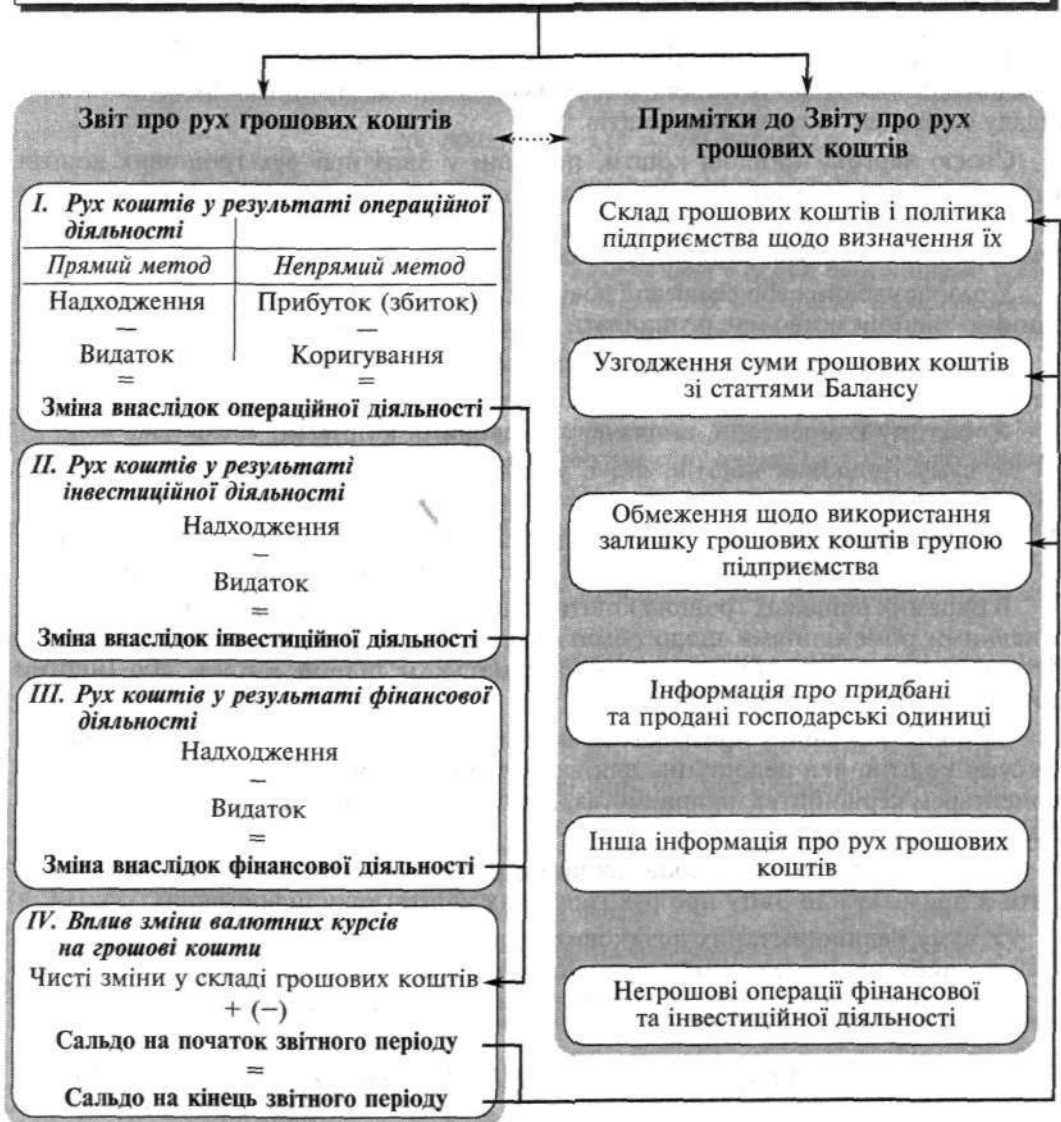 Звіт про рух грошових коштів
I. Рух коштів у результаті операційної
діяльності
Прямий метод Непрямий метод
Надходження Прибуток (збиток)
— —
Видаток Коригування
= =
Зміна внаслідок операційної діяльності
II. Рух коштів у результаті
інвестиційної діяльності
Надходження
—
Видаток
=
Зміна внаслідок інвестиційної діяльності
III. Рух коштів у результаті фінансової
діяльності
Надходження
—
Видаток
=
Зміна внаслідок фінансової діяльності
IV. Вплив зміни валютних курсів
на грошові кошти
Чисті зміни у складі грошових коштів
+ (−)
Сальдо на початок звітного періоду
=
Сальдо на кінець звітного періоду
Примітки до Звіту про рух
грошових коштів
Склад грошових коштів і політика
підприємства щодо визначення їх
Узгодження суми грошових коштів
зі статтями Балансу
Обмеження щодо використання
залишку грошових коштів групою
підприємства
Інформація про придбані
та продані господарські одиниці
Інша інформація про рух грошових
коштів
Негрошові операції фінансової
та інвестиційної діяльності